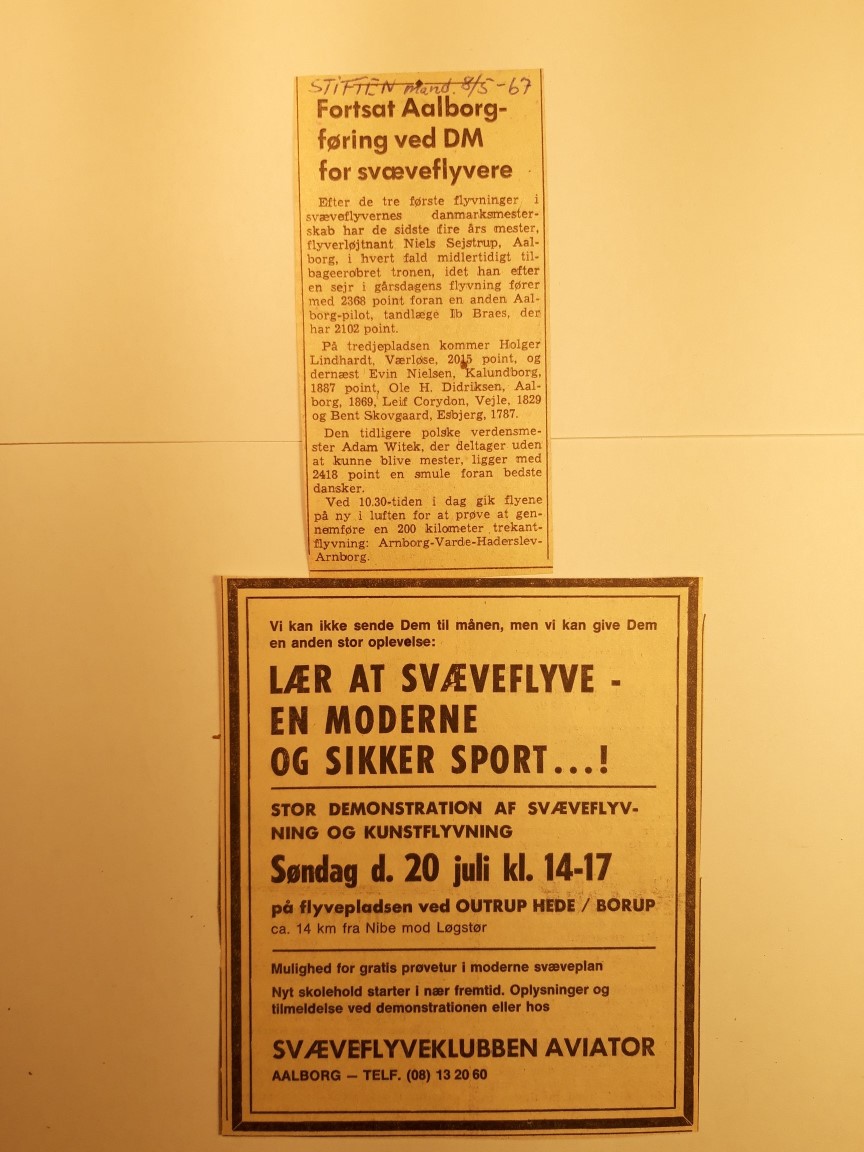 STIFTEN mand. 8/5-67
Fortsat Aalborg-
føring ved DM
for svæveflyvere
Efter de tre første flyvninger i
svæveflyvernes danmarksmester-
skab har de sidste fire års mester,
flyverløjtnant Niels Sejstrup, Aal-
borg, i hvert fald midlertidigt til-
bageerobret tronen, idet han efter
en sejr i gårsdagens flyvning fører
med 2368 point foran en anden Aal-
borg-pilot, tandlæge Ib Braes, der
har 2102 point.
På tredjepladsen kommer Holger
Lindhardt, Værløse, 2015 point, og
dernæst Evin Nielsen, Kalundborg,
1887 point, Ole H. Didriksen, Aal-
borg, 1869, Leif Corydon, Vejle, 1829
og Bent Skovgaard, Esbjerg, 1787.
Den tidligere polske verdensme-
ster Adam Witek, der deltager uden
at kunne blive mester, ligger med
2418 point en smule foran bedste
dansker.
Ved 10.30-tiden i dag gik flyene
på ny i luften for at prøve at gen-
nemføre en 200 kilometer trekant-
flyvning: Arnborg-Varde-Haderslev-
Arnborg.
Vi kan ikke sende Dem til månen, men vi kan give Dem
en anden stor oplevelse:
LÆR AT SVÆVEFLYVE -
EN MODERNE
OG SIKKER SPORT...!
STOR DEMONSTRATION AF SVÆVEFLYV-
NING OG KUNSTFLYVNING
Søndag d. 20 juli kl. 14-17
på flyvepladsen ved OUTRUP HEDE / BORUP
ca. 14 km fra Nibe mod Løgstør
Mulighed for gratis prøvetur i moderne svæveplan
Nyt skolehold starter i nær fremtid. Oplysninger og
tilmeldelse ved demonstrationen eller hos
SVÆVEFLYVEKLUBBEN AVIATOR
AALBORG — TELF. (08) 13 20 60